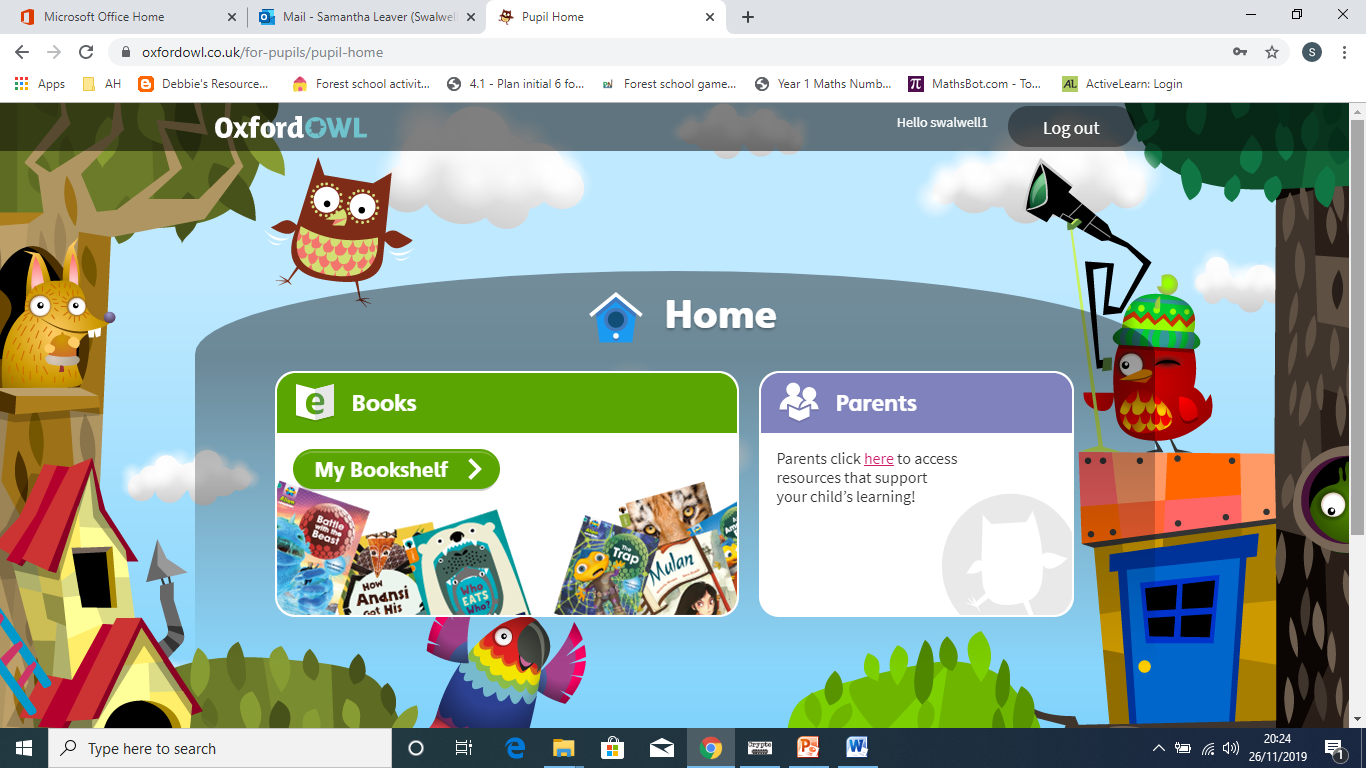 Microsoft Office Home
Mail - Samantha Leaver (Swalwell
Pupil Home
oxfordowl.co.uk/for-pupils/pupil-home
S
Apps
AH
Debbie's Resource...
Forest school activit...
4.1 - Plan initial 6 fo...
Forest school game...
Year 1 Maths Numb...
MathsBot.com - To...
ActiveLearn: Login
OxfordOWL
Hello swalwell1
Log out
Home
e Books
Parents
My Bookshelf
Parents click here to access
resources that support
your child's learning!
Battle
with the
Beast
HOW
ANANSI
Got His
Who
EATS
Who?
The
Trap
Mulan
Type here to search
20:24
26/11/2019
1